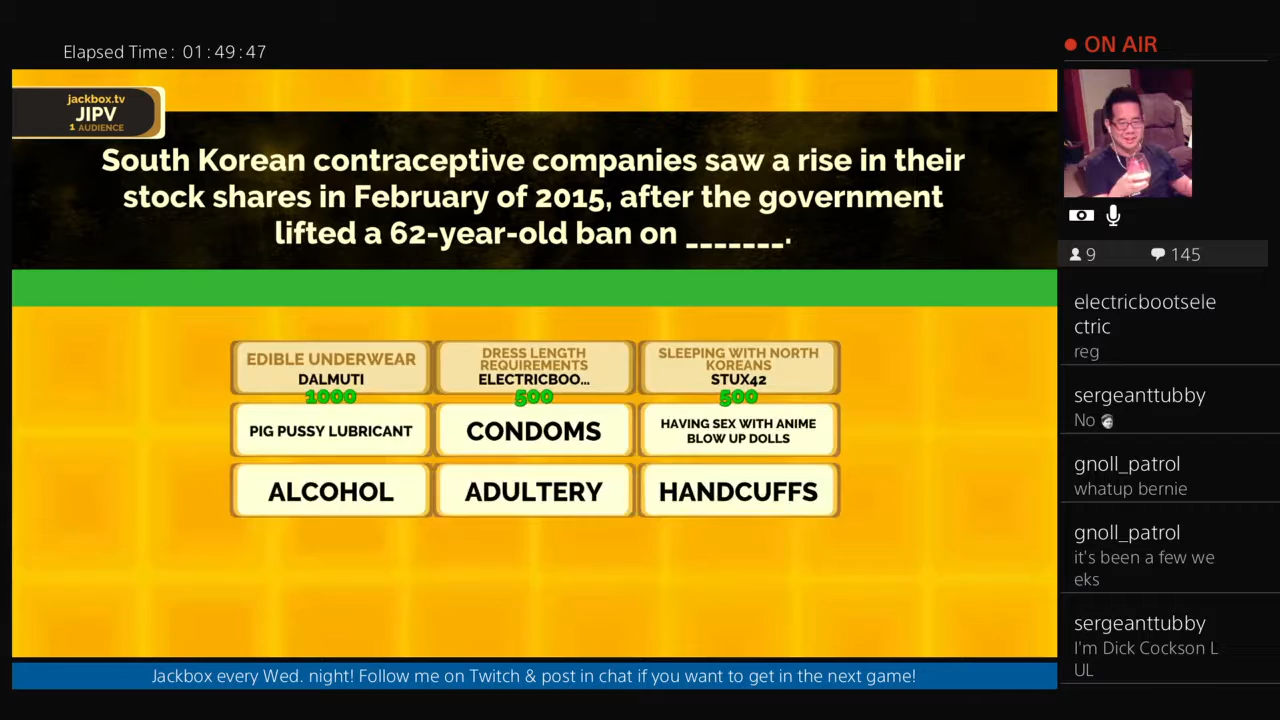 Elapsed Time: 01:49:47
ON AIR
jackbox.tv
JIPV
1 AUDIENCE
South Korean contraceptive companies saw a rise in their
stock shares in February of 2015, after the government
lifted a 62-year-old ban on _______.
EDIBLE UNDERWEAR
DALMUTI
1000
DRESS LENGTH
REQUIREMENTS
ELECTRICBOO...
500
SLEEPING WITH NORTH
KOREANS
STUX42
500
PIG PUSSY LUBRICANT
CONDOMS
HAVING SEX WITH ANIME
BLOW UP DOLLS
ALCOHOL
ADULTERY
HANDCUFFS
9
145
electricbootsele
ctric
reg
sergeanttubby
No
gnoll_patrol
whatup bernie
gnoll_patrol
it's been a few we
eks
sergeanttubby
I'm Dick Cockson L
UL
Jackbox every Wed. night! Follow me on Twitch & post in chat if you want to get in the next game!